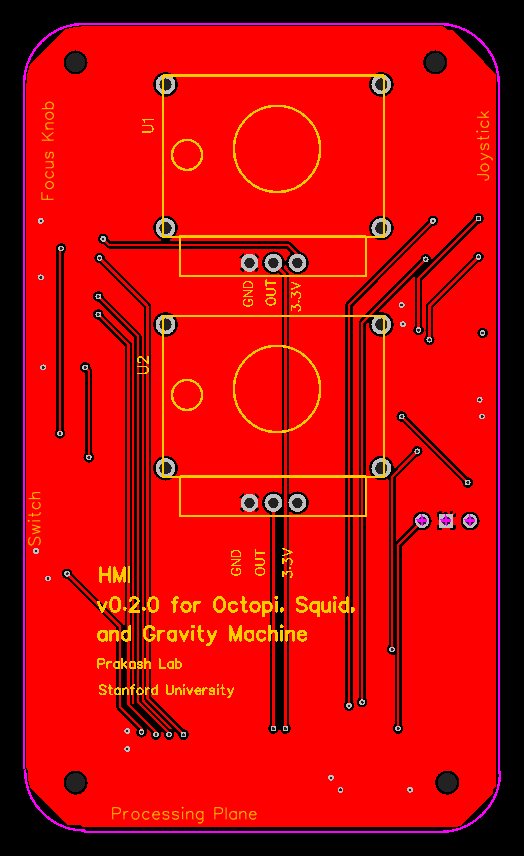 Focus Knob
U1
Joystick
GND
OUT
3.3V
U2
Switch
GND
OUT
3.3V
HMI
v0.2.0 for Octopi, Squid,
and Gravity Machine
Prakash Lab
Stanford University
Processing Plane